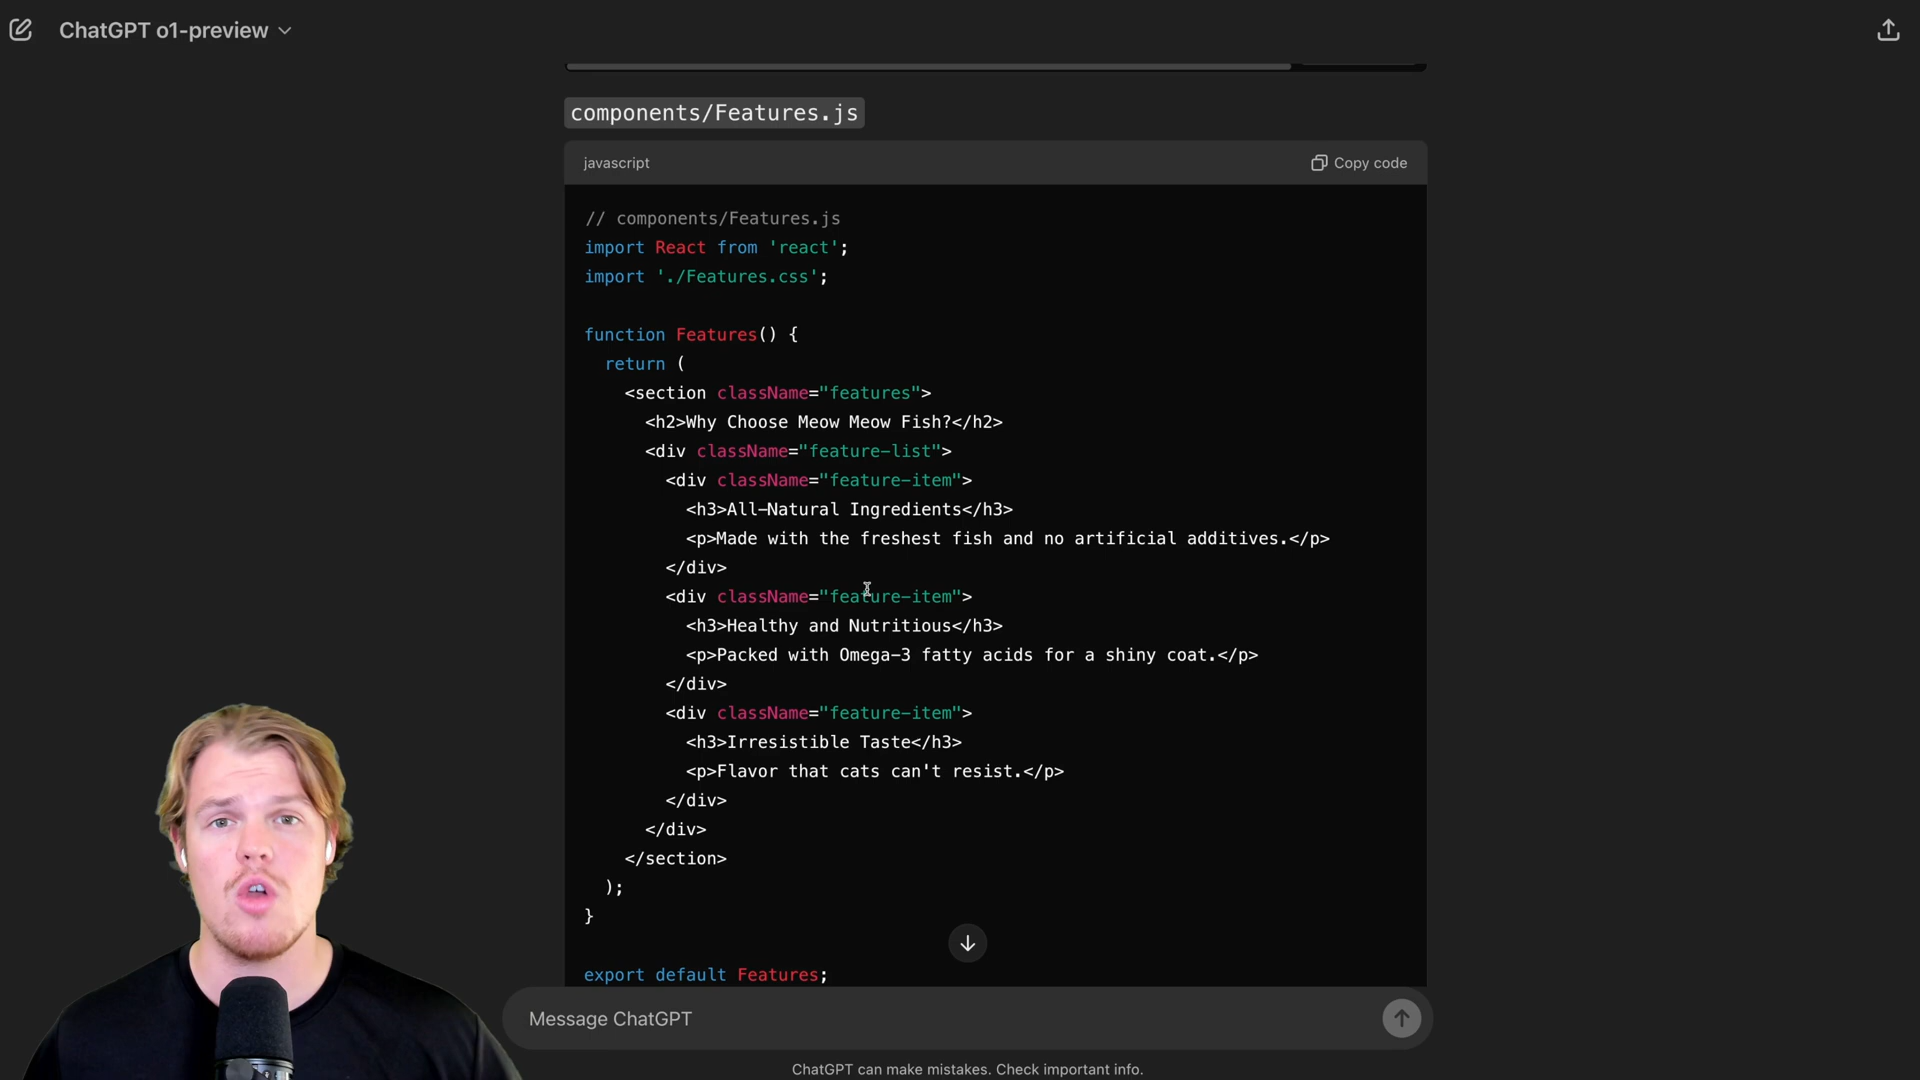 ChatGPT o1-preview
components/Features.js
javascript
Copy code
// components/Features.js
import React from 'react';
import './Features.css';
function Features() {
  return (
    <section className="features">
      <h2>Why Choose Meow Meow Fish?</h2>
      <div className="feature-list">
        <div className="feature-item">
          <h3>All-Natural Ingredients</h3>
          <p>Made with the freshest fish and no artificial additives.</p>
        </div>
        <div className="feature-item">
          <h3>Healthy and Nutritious</h3>
          <p>Packed with Omega-3 fatty acids for a shiny coat.</p>
        </div>
        <div className="feature-item">
          <h3>Irresistible Taste</h3>
          <p>Flavor that cats can't resist.</p>
        </div>
      </div>
    </section>
  );
}
export default Features;
Message ChatGPT
ChatGPT can make mistakes. Check important info.